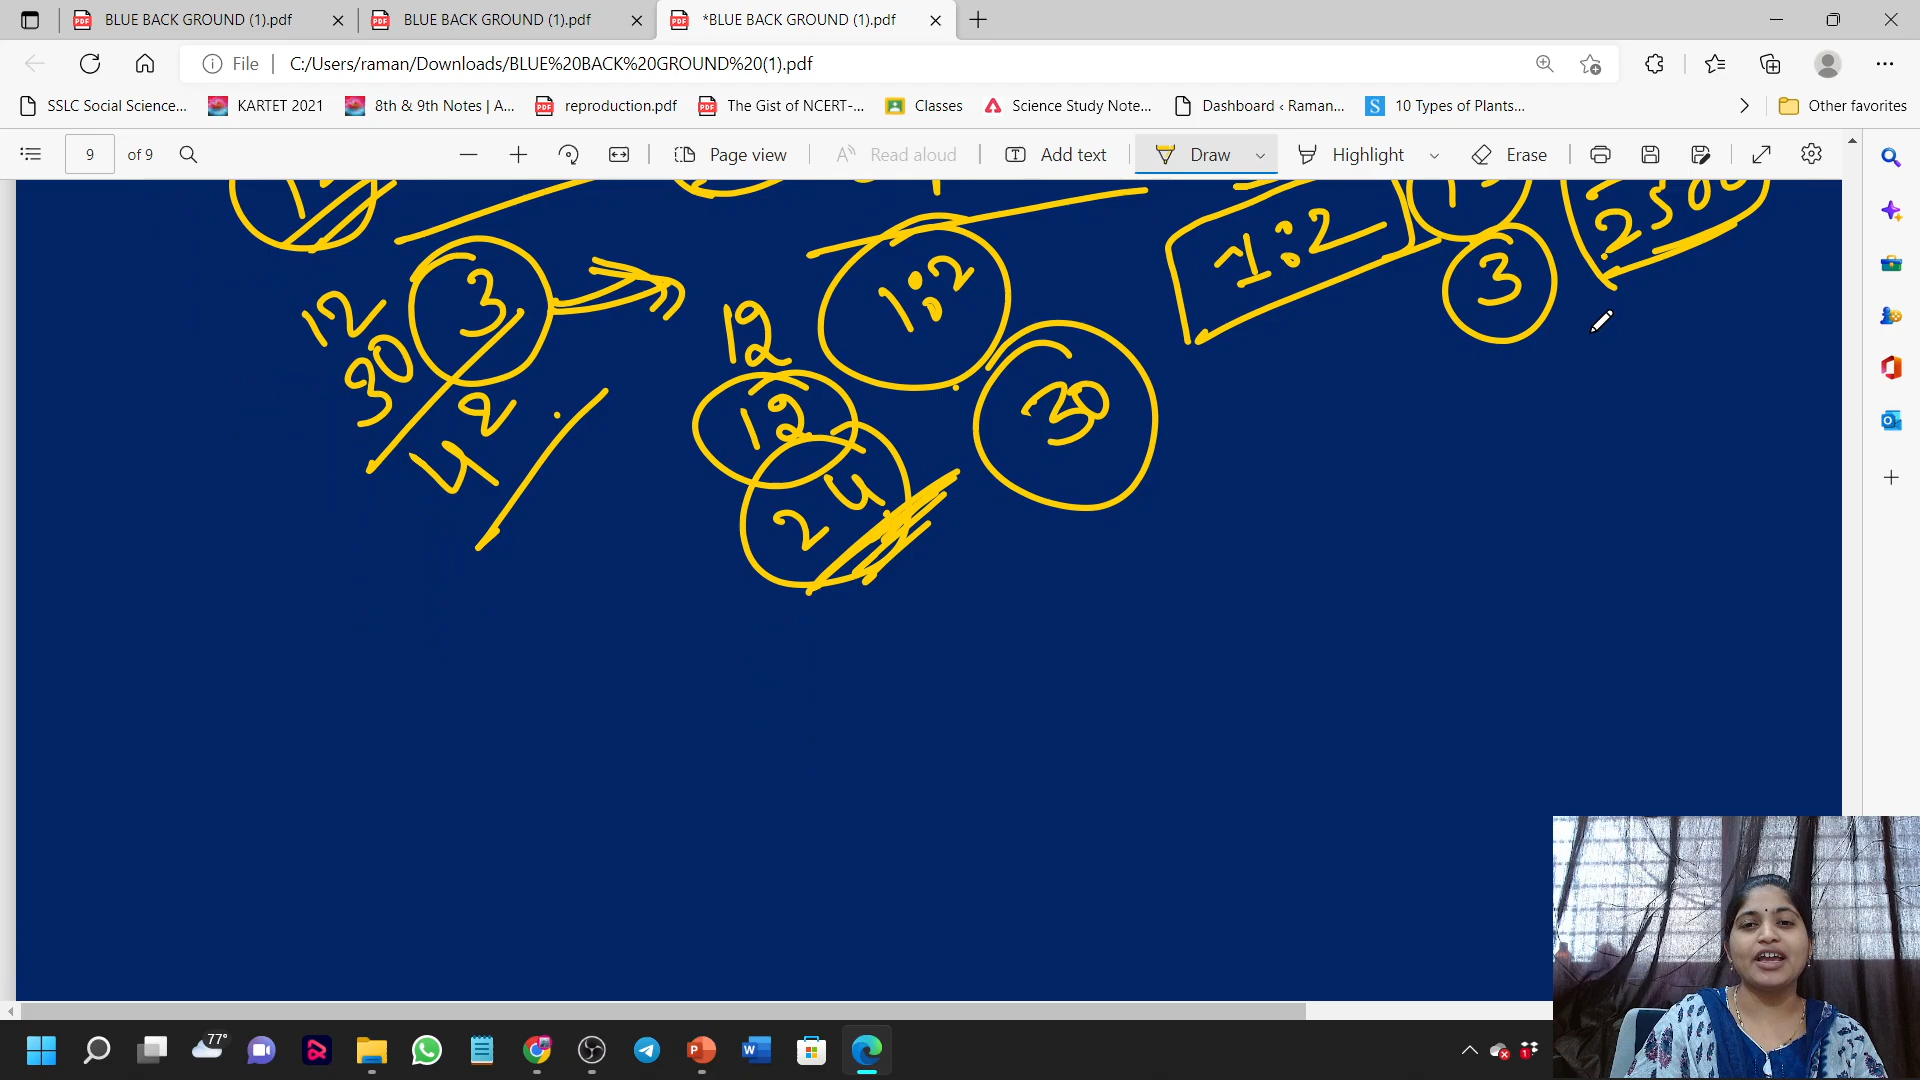 BLUE BACK GROUND (1).pdf
BLUE BACK GROUND (1).pdf
*BLUE BACK GROUND (1).pdf
File
C:/Users/raman/Downloads/BLUE%20BACK%20GROUND%20(1).pdf
SSLC Social Science...
KARTET 2021
8th & 9th Notes | A...
reproduction.pdf
The Gist of NCERT-...
Classes
Science Study Note...
Dashboard ‹ Raman...
10 Types of Plants...
Other favorites
9 of 9
Page view
Read aloud
Add text
Draw
Highlight
Erase
1:2
3
3
1:2
12
30
12
12
30
42
24
77°